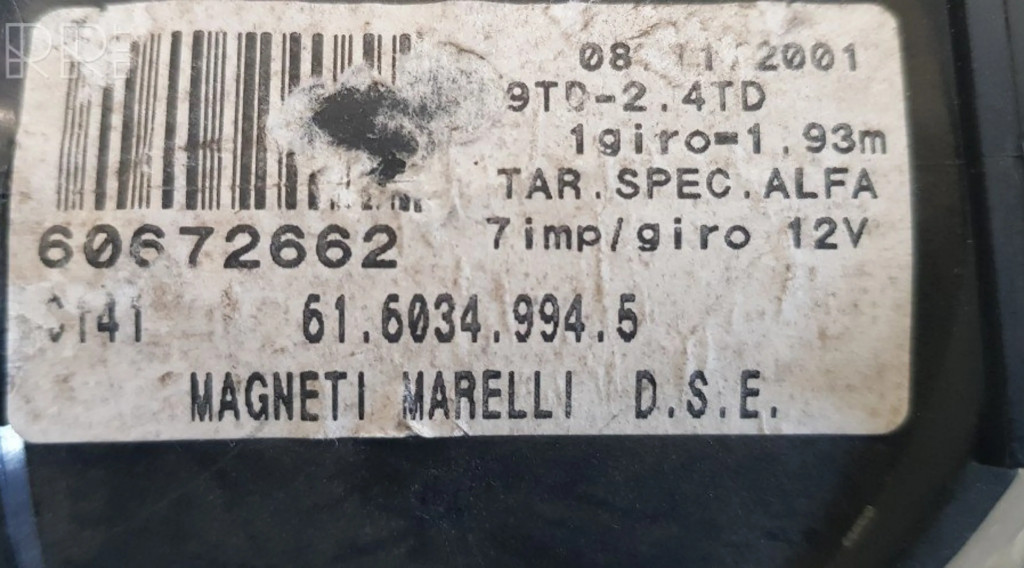 08 11 2001
9TD-2.4TD
1giro=1.93m
TAR.SPEC.ALFA
7imp/giro 12V
60672662
61.6034.994.5
MAGNETI MARELLI D.S.E.